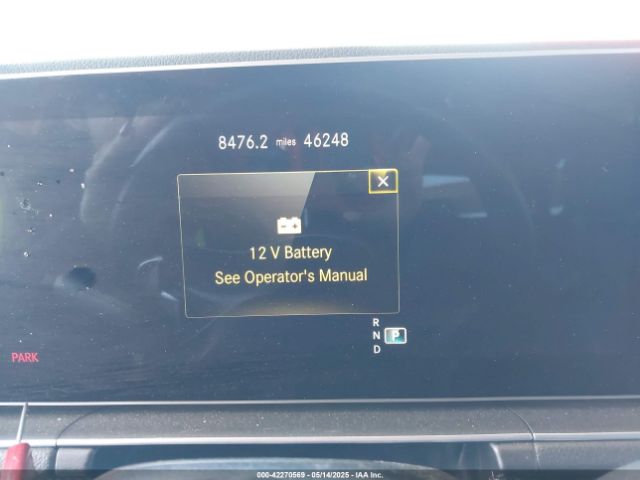 8476.2 miles 46248
12 V Battery
See Operator's Manual
R
N P
D
PARK
000-42270569 - 05/14/2025 - IAA Inc.